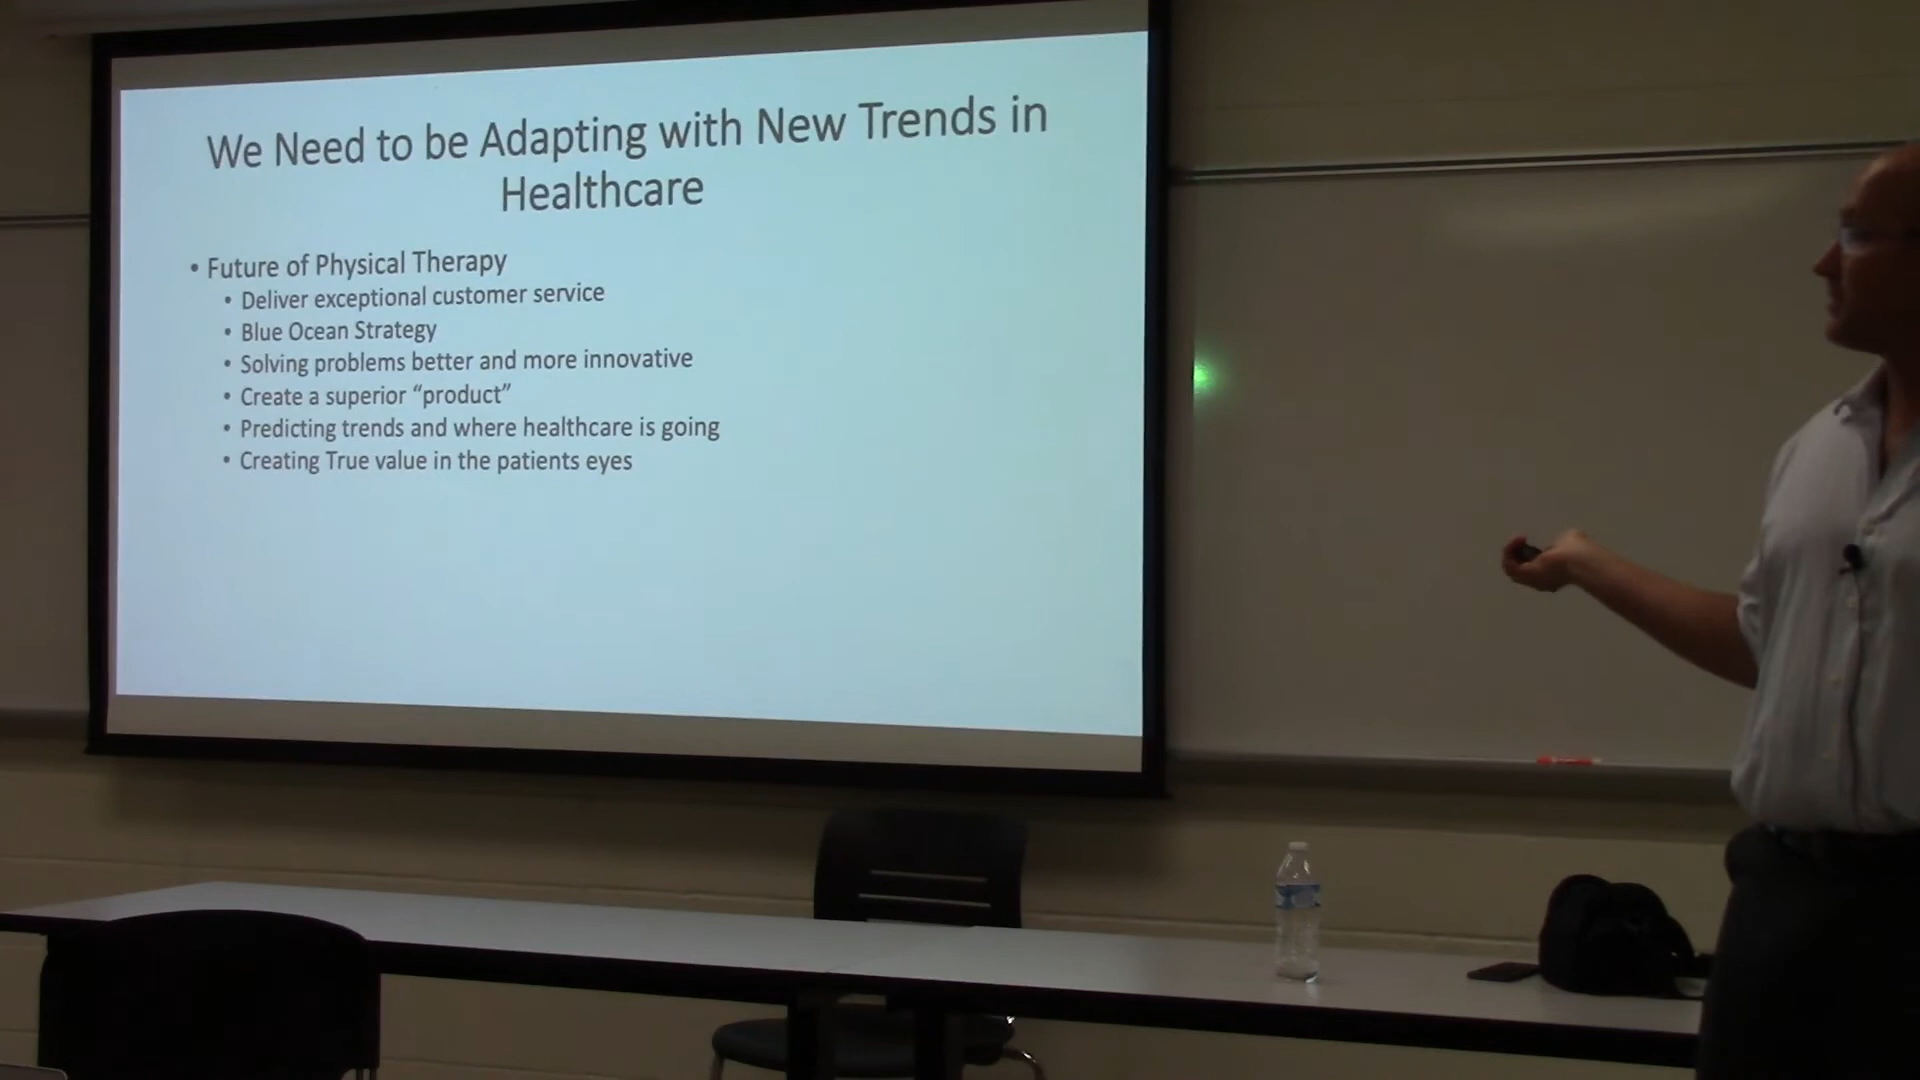 We Need to be Adapting with New Trends in
Healthcare
• Future of Physical Therapy
• Deliver exceptional customer service
• Blue Ocean Strategy
• Solving problems better and more innovative
• Create a superior “product”
• Predicting trends and where healthcare is going
• Creating True value in the patients eyes